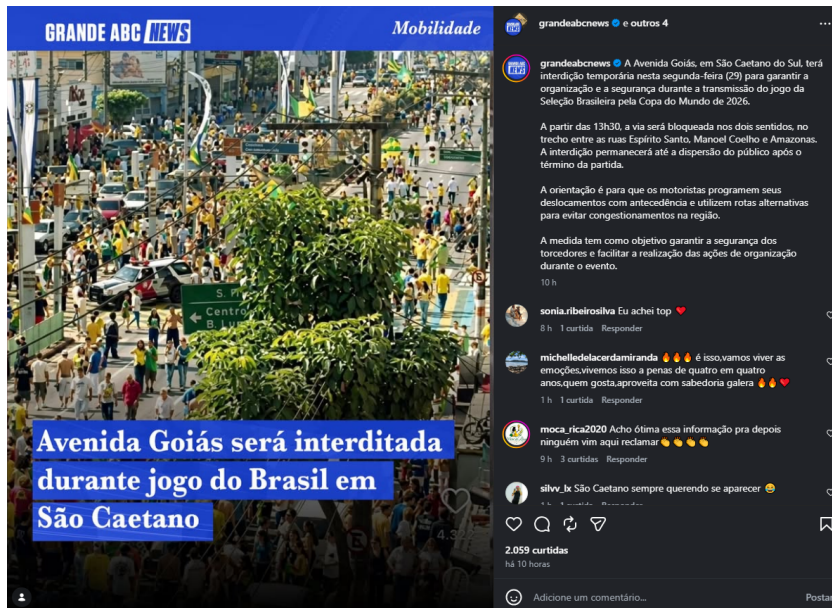 GRANDE ABC NEWS
Mobilidade
S. P
Centro
Avenida Goiás será interditada
durante jogo do Brasil em
São Caetano
grandeabcnews e outros 4
grandeabcnews A Avenida Goiás, em São Caetano do Sul, terá
interdição temporária nesta segunda-feira (29) para garantir a
organização e a segurança durante a transmissão do jogo da
Seleção Brasileira pela Copa do Mundo de 2026.
A partir das 13h30, a via será bloqueada nos dois sentidos, no
trecho entre as ruas Espírito Santo, Manoel Coelho e Amazonas.
A interdição permanecerá até a dispersão do público após o
término da partida.
A orientação é para que os motoristas programem seus
deslocamentos com antecedência e utilizem rotas alternativas
para evitar congestionamentos na região.
A medida tem como objetivo garantir a segurança dos
torcedores e facilitar a realização das ações de organização
durante o evento.
10 h
sonia.ribeirosilva Eu achei top ❤️
8 h 1 curtida Responder
michelledelacerdamiranda 🔥🔥🔥 é isso,vamos viver as
emoções,vivemos isso a penas de quatro em quatro
anos,quem gosta,aproveita com sabedoria galera 🔥🔥❤️
1 h 1 curtida Responder
moca_rica2020 Acho ótima essa informação pra depois
ninguém vim aqui reclamar👏👏👏👏
9 h 3 curtidas Responder
silvv_lx São Caetano sempre querendo se aparecer 😂
2.059 curtidas
há 10 horas
Adicione um comentário...
Postar